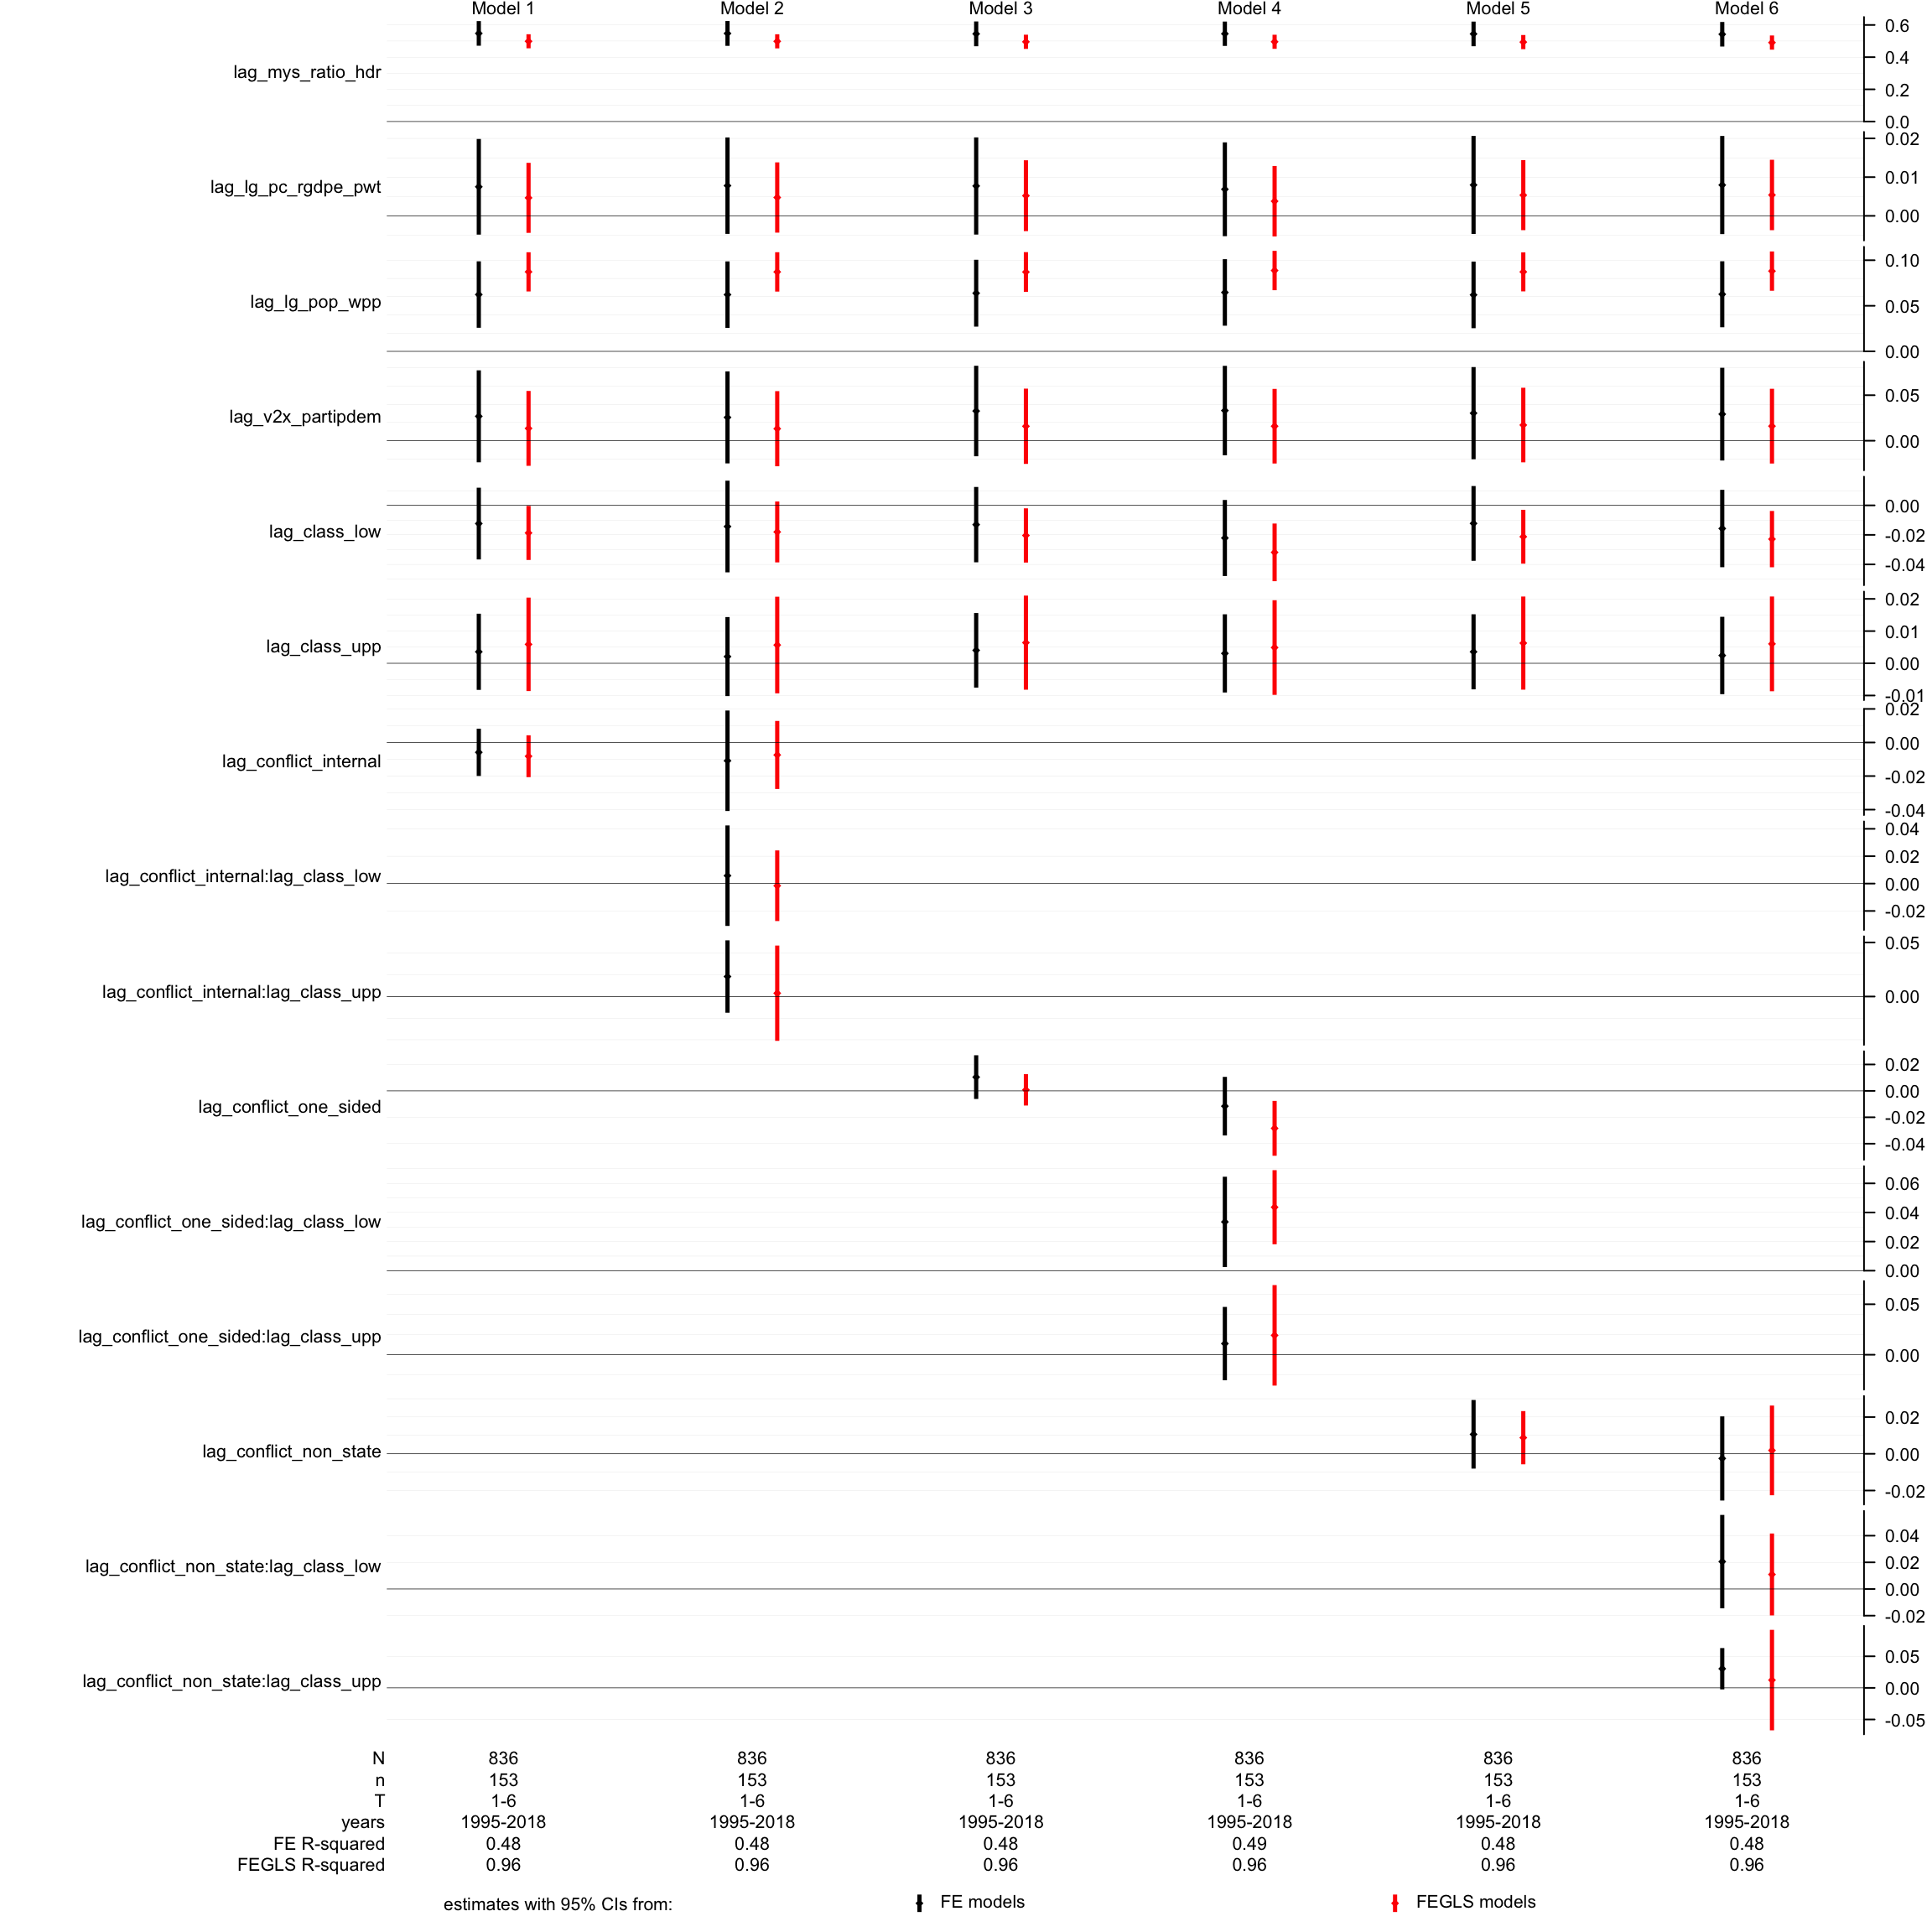 Model 1 Model 2 Model 3 Model 4 Model 5 Model 6
0.6
0.4
lag_mys_ratio_hdr
0.2
0.0
0.02
lag_lg_pc_rgdpe_pwt
0.01
0.00
0.10
lag_lg_pop_wpp
0.05
0.00
0.05
lag_v2x_partipdem
0.00
0.00
lag_class_low
-0.02
-0.04
0.02
0.01
lag_class_upp
0.00
-0.01
0.02
0.00
lag_conflict_internal
-0.02
-0.04
0.04
0.02
lag_conflict_internal:lag_class_low
0.00
-0.02
0.05
lag_conflict_internal:lag_class_upp
0.00
0.02
0.00
lag_conflict_one_sided
-0.02
-0.04
0.06
0.04
lag_conflict_one_sided:lag_class_low
0.02
0.00
0.05
lag_conflict_one_sided:lag_class_upp
0.00
0.02
lag_conflict_non_state
0.00
-0.02
0.04
lag_conflict_non_state:lag_class_low
0.02
0.00
-0.02
0.05
lag_conflict_non_state:lag_class_upp
0.00
-0.05
N 836 836 836 836 836 836
n 153 153 153 153 153 153
T 1-6 1-6 1-6 1-6 1-6 1-6
years 1995-2018 1995-2018 1995-2018 1995-2018 1995-2018 1995-2018
FE R-squared 0.48 0.48 0.48 0.49 0.48 0.48
FEGLS R-squared 0.96 0.96 0.96 0.96 0.96 0.96
estimates with 95% CIs from: FE models FEGLS models